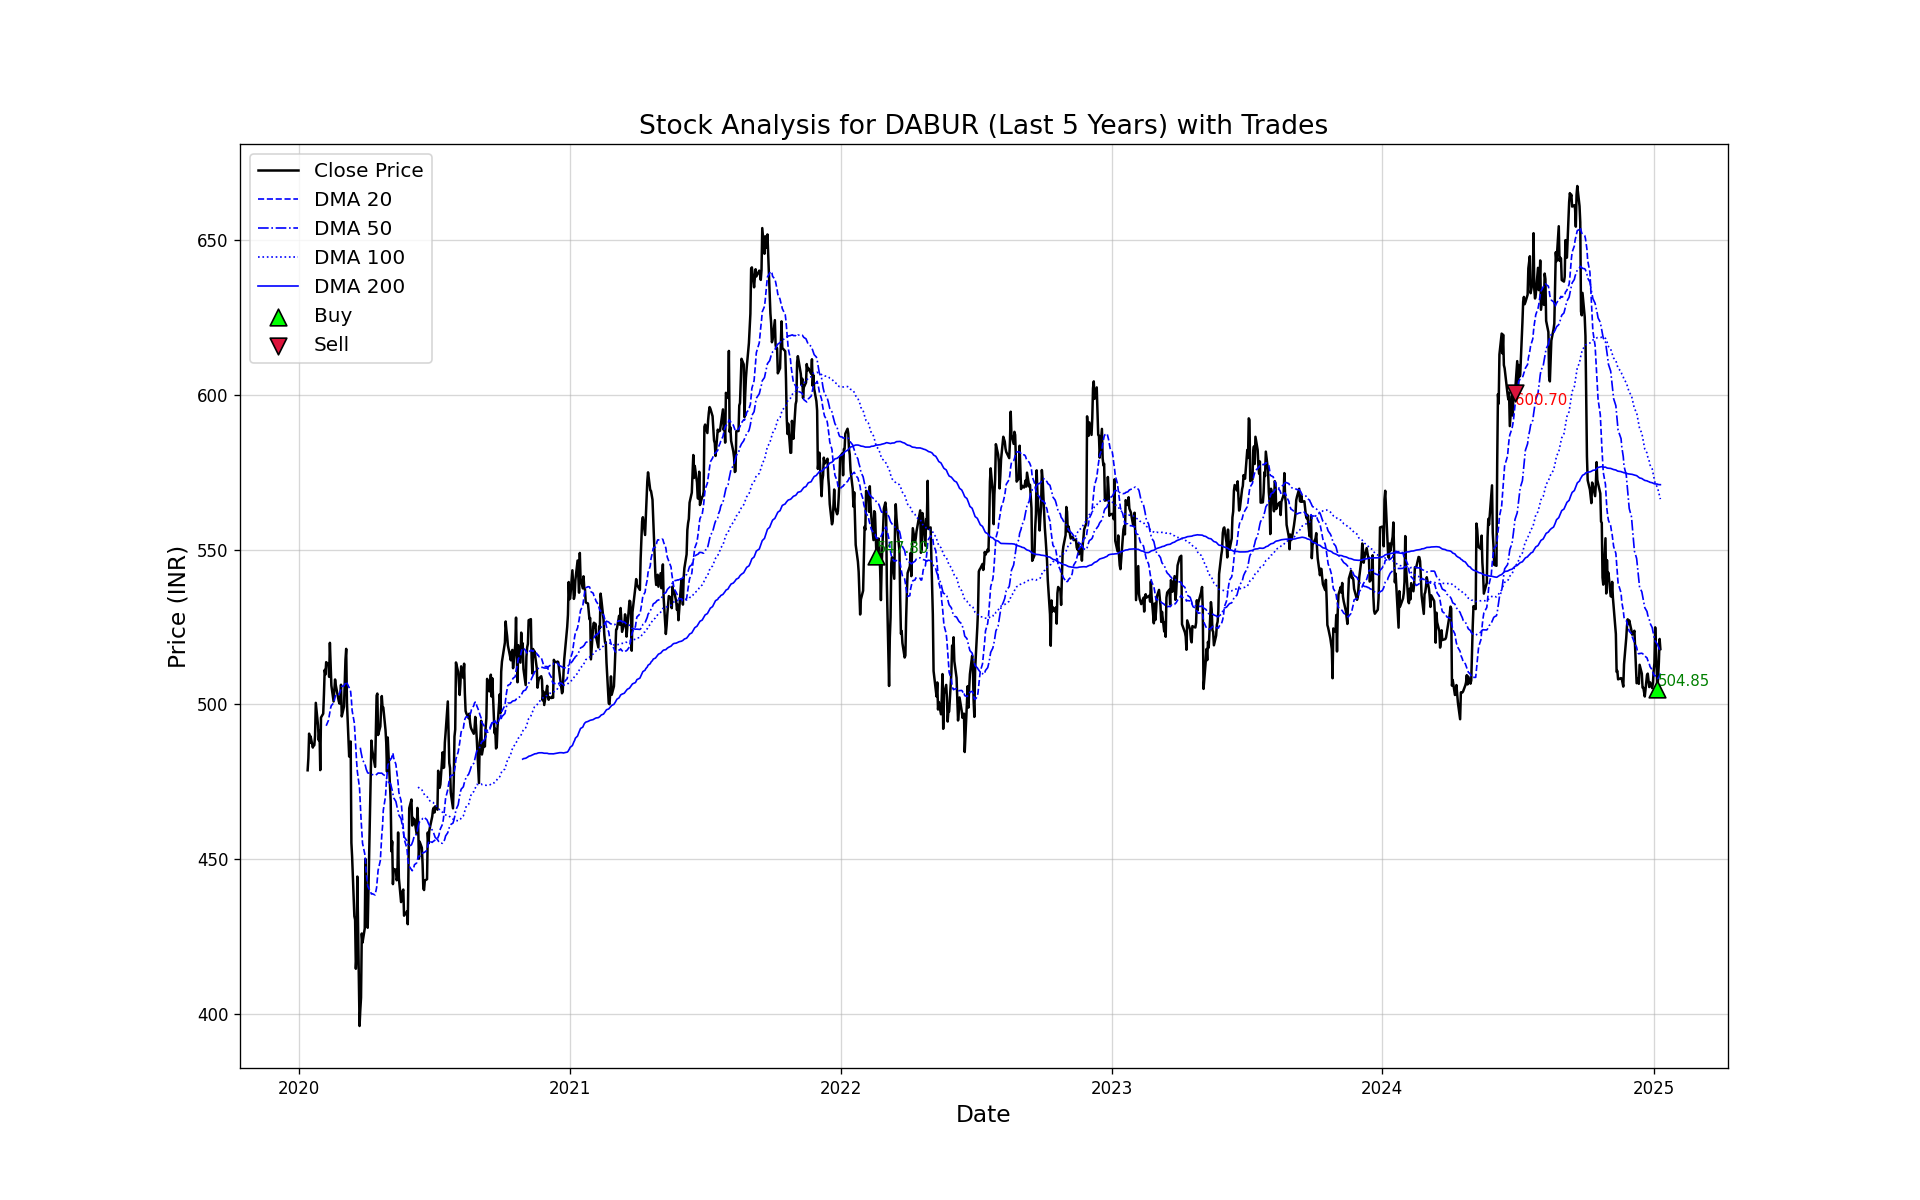 Stock Analysis for DABUR (Last 5 Years) with Trades
Close Price
DMA 20
DMA 50
DMA 100
DMA 200
Buy
Sell
Price (INR)
650
600
550
500
450
400
600.70
504.85
2020
2021
2022
2023
2024
2025
Date